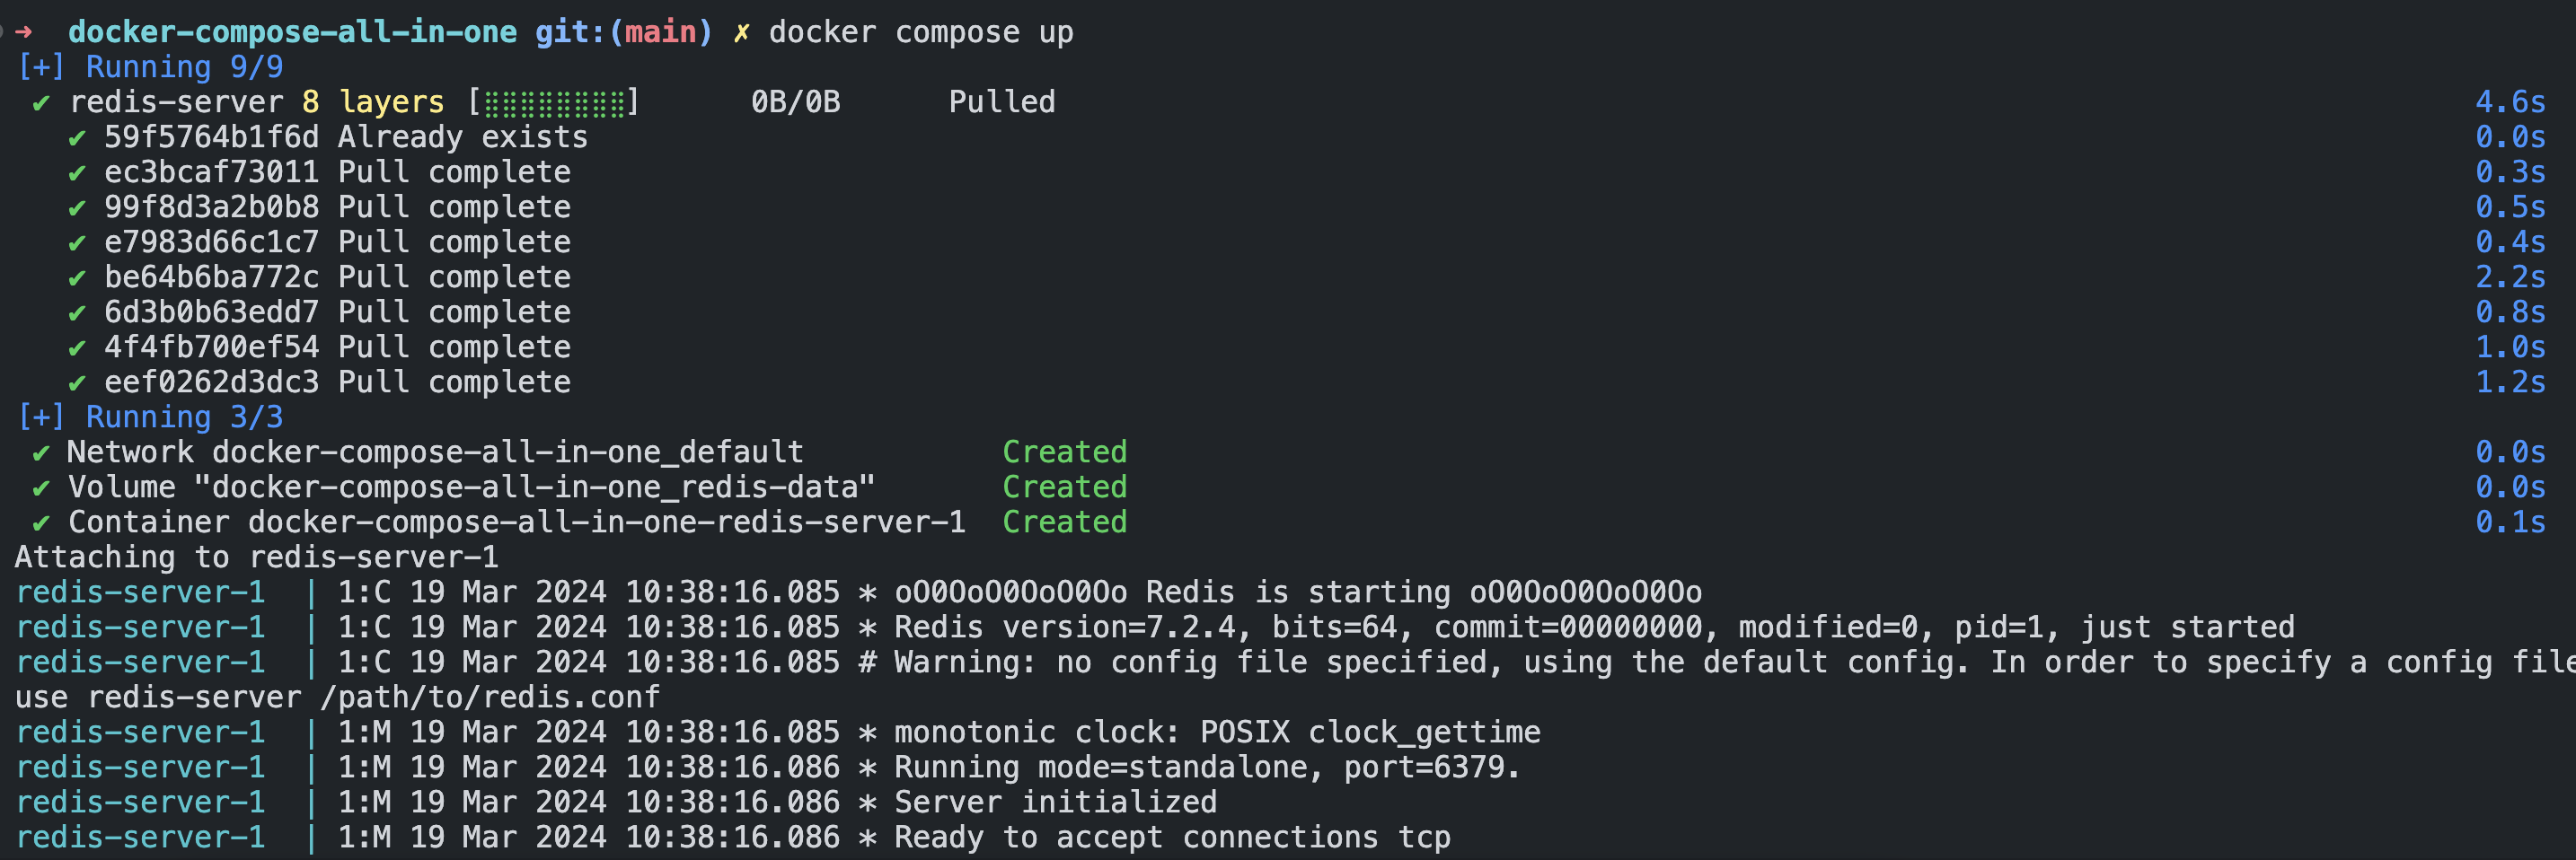 ➜ docker-compose-all-in-one git:(main) ✗ docker compose up
[+] Running 9/9
✔ redis-server 8 layers [⣿⣿⣿⣿⣿⣿⣿⣿] 0B/0B Pulled 4.6s
✔ 59f5764b1f6d Already exists 0.0s
✔ ec3bcaf73011 Pull complete 0.3s
✔ 99f8d3a2b0b8 Pull complete 0.5s
✔ e7983d66c1c7 Pull complete 0.4s
✔ be64b6ba772c Pull complete 2.2s
✔ 6d3b0b63edd7 Pull complete 0.8s
✔ 4f4fb700ef54 Pull complete 1.0s
✔ eef0262d3dc3 Pull complete 1.2s
[+] Running 3/3
✔ Network docker-compose-all-in-one_default Created 0.0s
✔ Volume "docker-compose-all-in-one_redis-data" Created 0.0s
✔ Container docker-compose-all-in-one-redis-server-1 Created 0.1s
Attaching to redis-server-1
redis-server-1 | 1:C 19 Mar 2024 10:38:16.085 * oO0OoO0OoO0Oo Redis is starting oO0OoO0OoO0Oo
redis-server-1 | 1:C 19 Mar 2024 10:38:16.085 * Redis version=7.2.4, bits=64, commit=00000000, modified=0, pid=1, just started
redis-server-1 | 1:C 19 Mar 2024 10:38:16.085 # Warning: no config file specified, using the default config. In order to specify a config file
use redis-server /path/to/redis.conf
redis-server-1 | 1:M 19 Mar 2024 10:38:16.085 * monotonic clock: POSIX clock_gettime
redis-server-1 | 1:M 19 Mar 2024 10:38:16.086 * Running mode=standalone, port=6379.
redis-server-1 | 1:M 19 Mar 2024 10:38:16.086 * Server initialized
redis-server-1 | 1:M 19 Mar 2024 10:38:16.086 * Ready to accept connections tcp